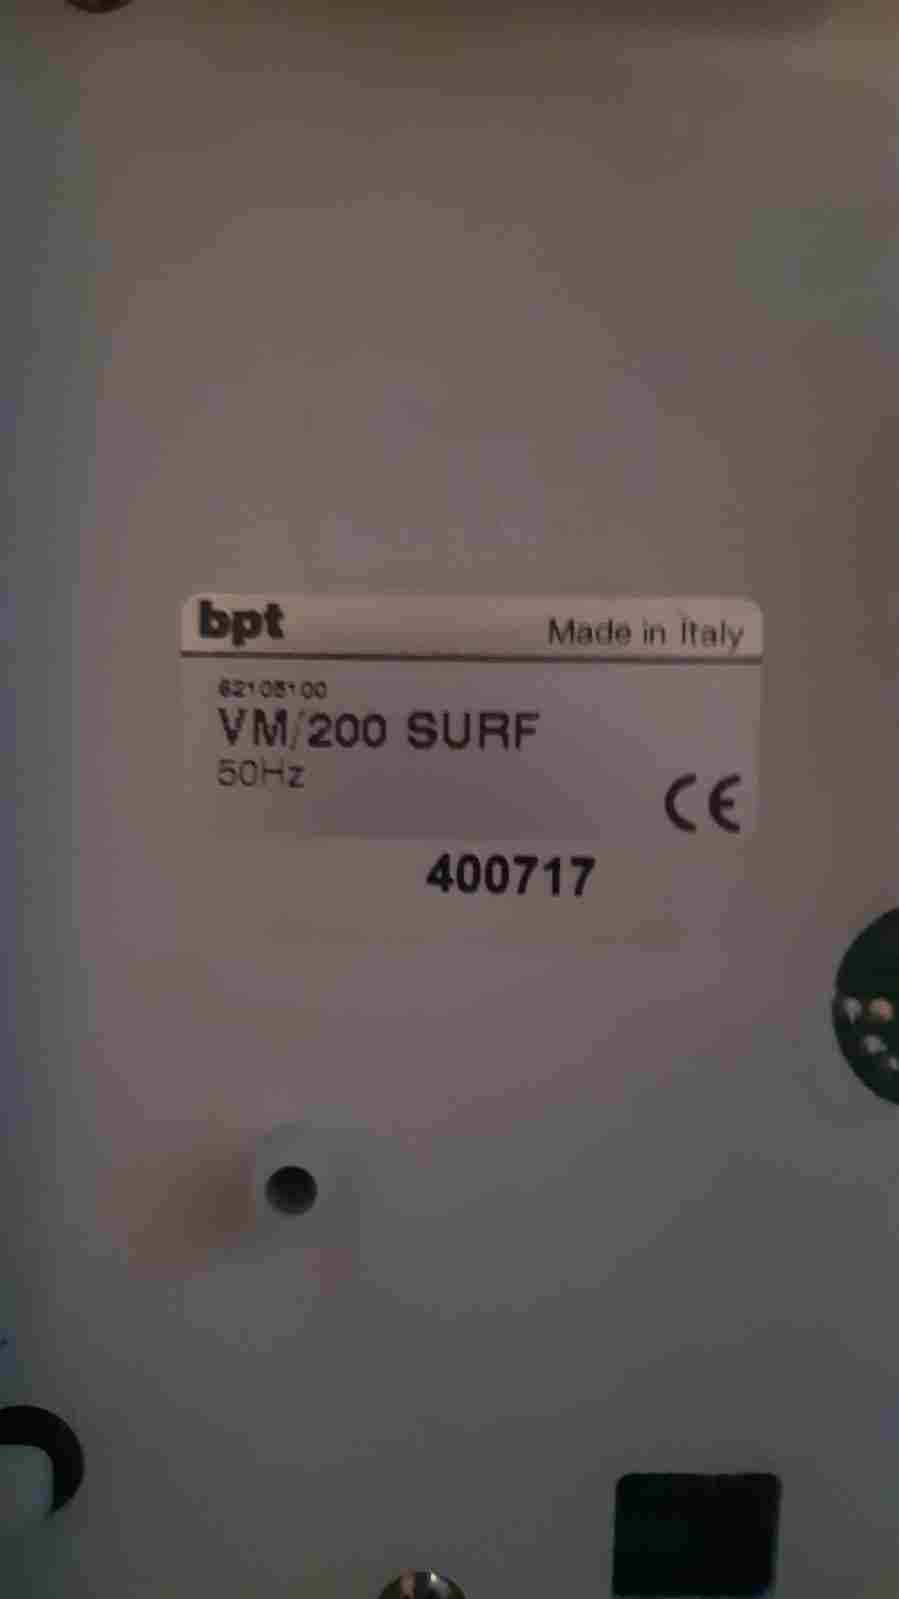 bpt
Made in Italy
62105100
VM/200 SURF
50Hz
CE
400717